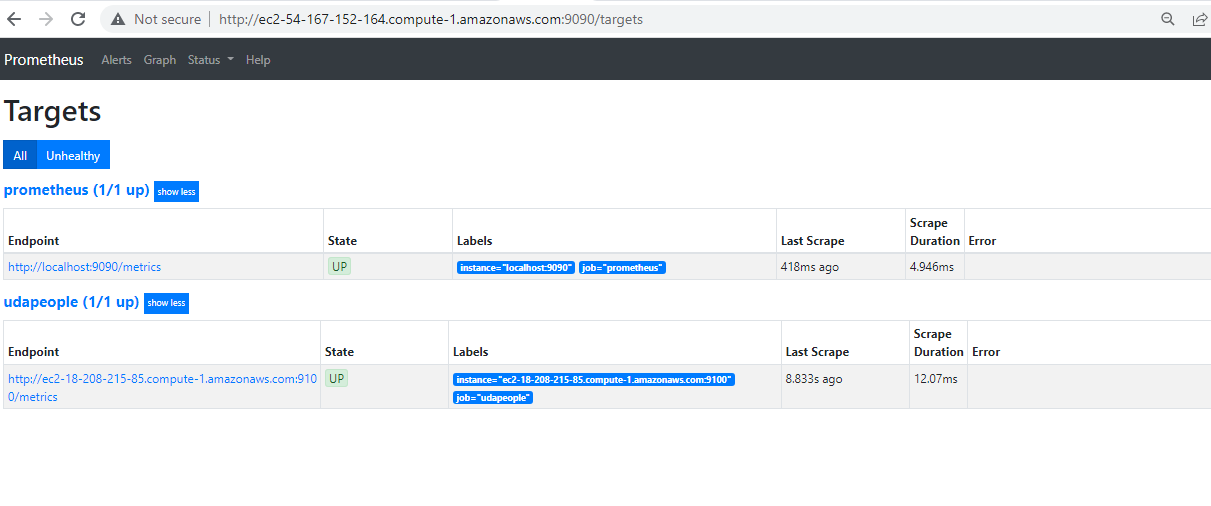 Not secure | http://ec2-54-167-152-164.compute-1.amazonaws.com:9090/targets
Prometheus Alerts Graph Status Help
Targets
All Unhealthy
prometheus (1/1 up) show less
Endpoint State Labels Last Scrape Scrape Duration Error
http://localhost:9090/metrics UP instance="localhost:9090" job="prometheus" 418ms ago 4.946ms
udapeople (1/1 up) show less
Endpoint State Labels Last Scrape Scrape Duration Error
http://ec2-18-208-215-85.compute-1.amazonaws.com:910 UP instance="ec2-18-208-215-85.compute-1.amazonaws.com:9100" 8.833s ago 12.07ms
0/metrics job="udapeople"